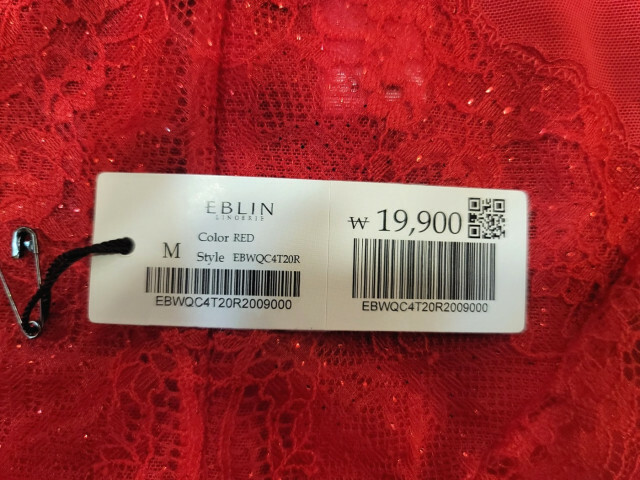 EBLIN
LINGERIE
M
Color RED
Style EBWQC4T20R
EBWQC4T20R2009000
₩ 19,900
EBWQC4T20R2009000